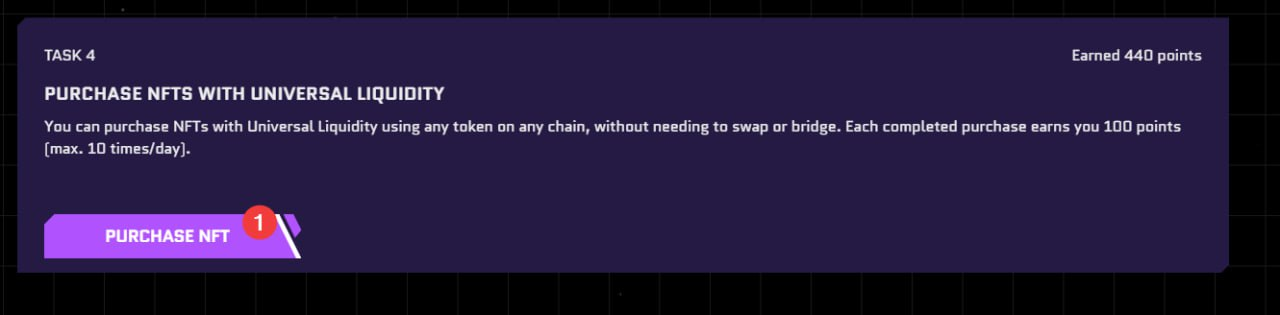 TASK 4
Earned 440 points
PURCHASE NFTS WITH UNIVERSAL LIQUIDITY
You can purchase NFTs with Universal Liquidity using any token on any chain, without needing to swap or bridge. Each completed purchase earns you 100 points
(max. 10 times/day).
PURCHASE NFT
1